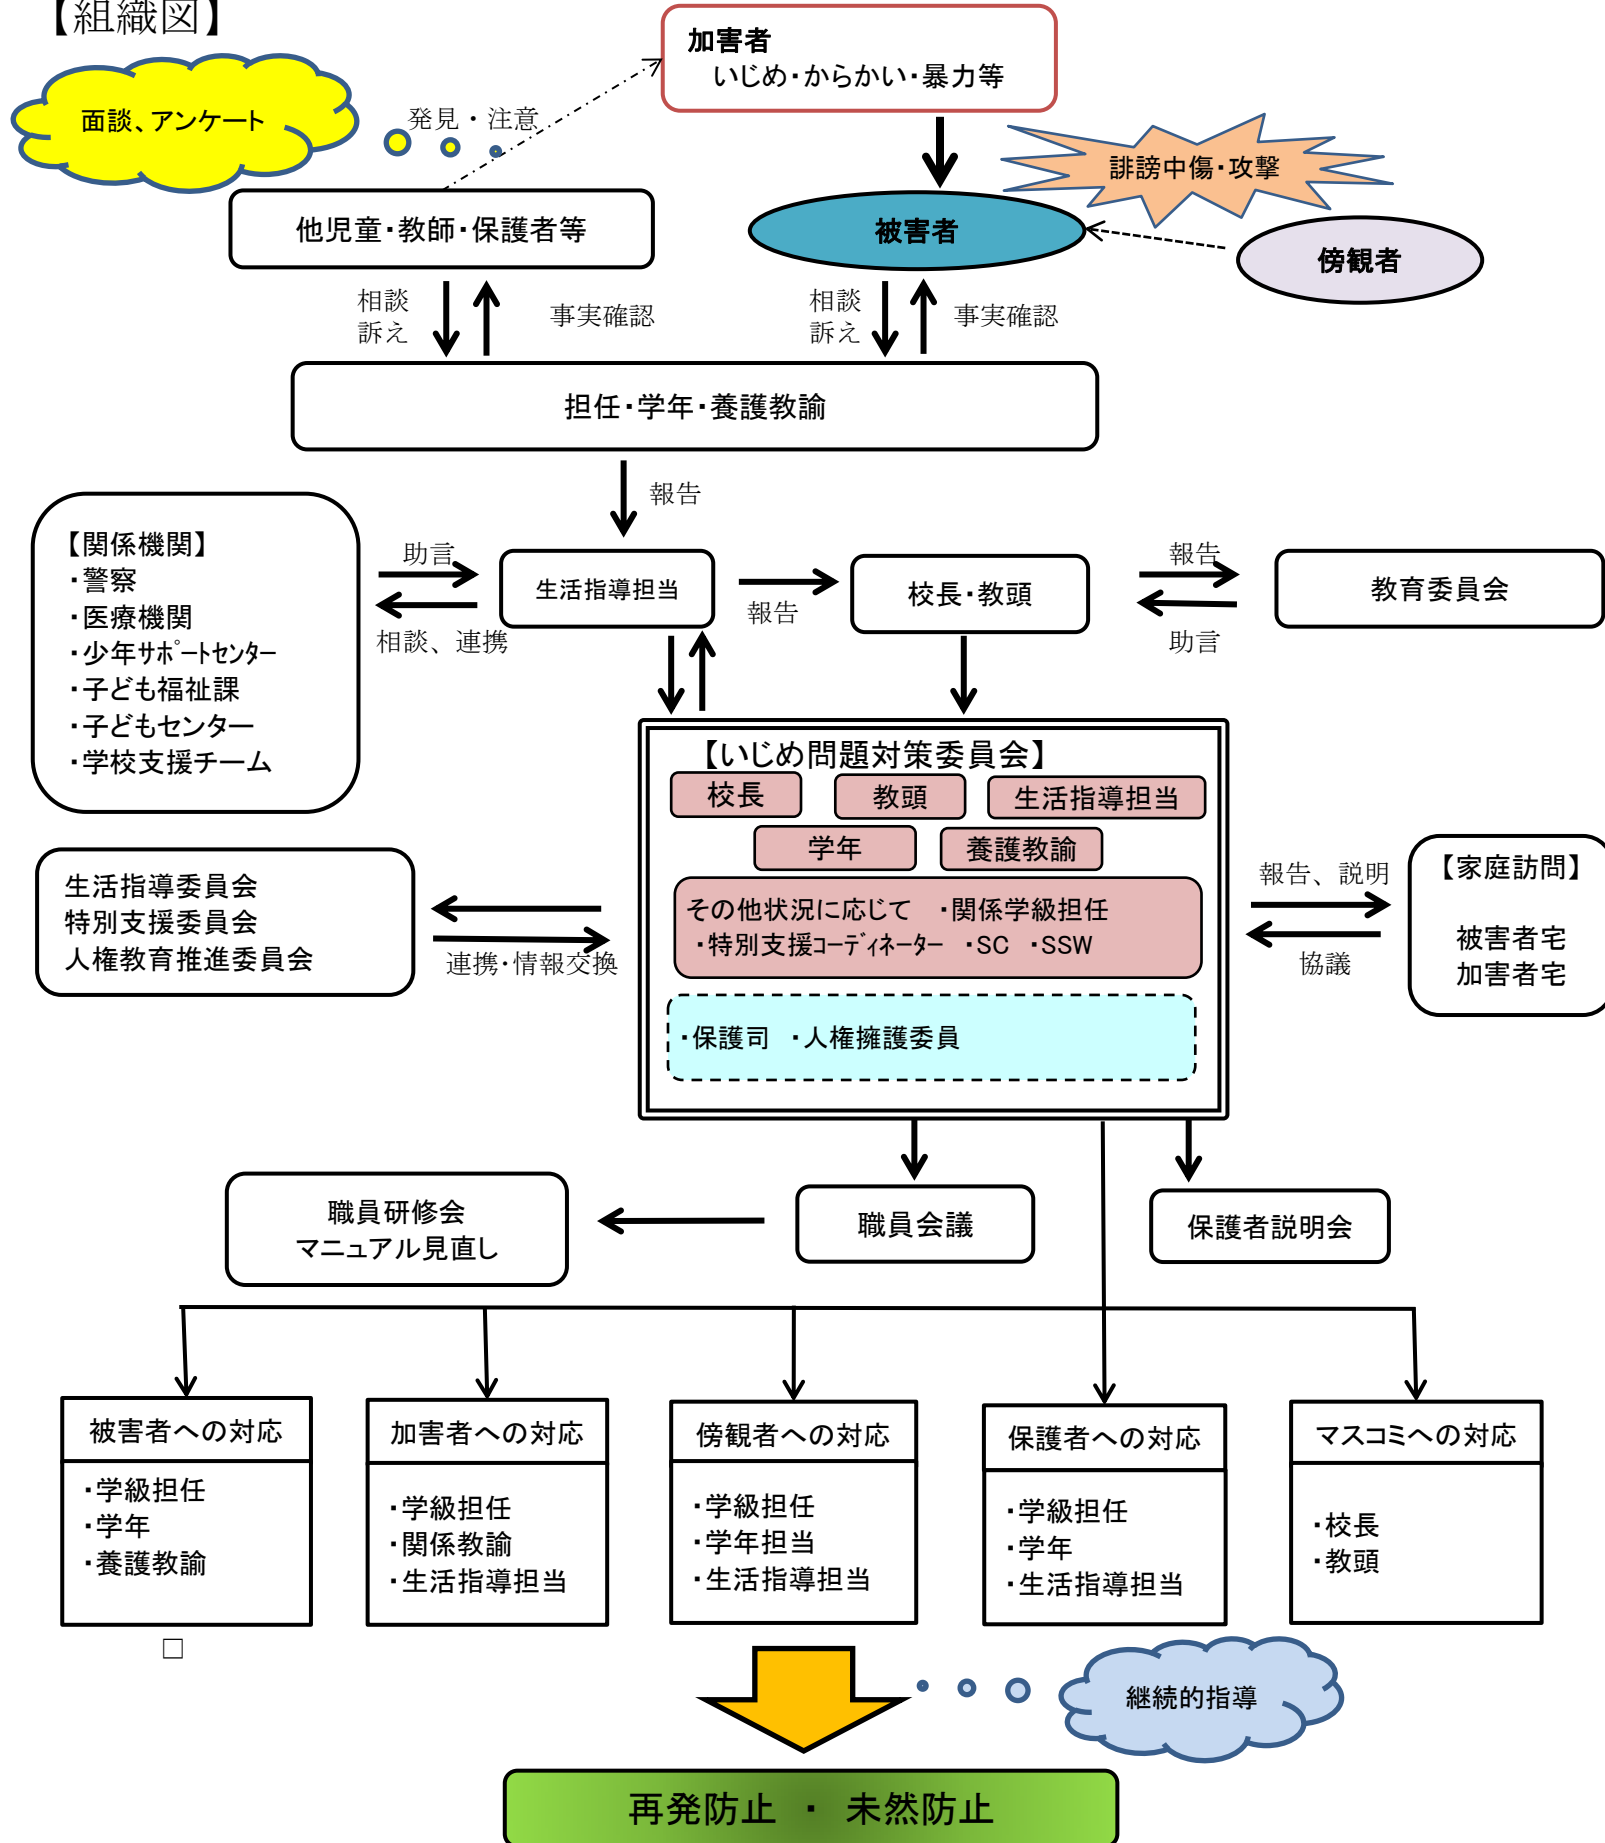 【組織図】
加害者
いじめ・からかい・暴力等
面談、アンケート
発見・注意
誹謗中傷・攻撃
他児童・教師・保護者等
被害者
傍観者
相談
訴え
事実確認
相談
訴え
事実確認
担任・学年・養護教諭
報告
【関係機関】
・警察
・医療機関
・少年サポートセンター
・子ども福祉課
・子どもセンター
・学校支援チーム
助言
相談、連携
生活指導担当
報告
校長・教頭
報告
助言
教育委員会
【いじめ問題対策委員会】
校長
教頭
生活指導担当
学年
養護教諭
その他状況に応じて ・関係学級担任
・特別支援コーディネーター ・SC ・SSW
・保護司 ・人権擁護委員
生活指導委員会
特別支援委員会
人権教育推進委員会
連携・情報交換
報告、説明
協議
【家庭訪問】
被害者宅
加害者宅
職員研修会
マニュアル見直し
職員会議
保護者説明会
被害者への対応
・学級担任
・学年
・養護教諭
加害者への対応
・学級担任
・関係教諭
・生活指導担当
傍観者への対応
・学級担任
・学年担当
・生活指導担当
保護者への対応
・学級担任
・学年
・生活指導担当
マスコミへの対応
・校長
・教頭
□
継続的指導
再発防止 ・ 未然防止